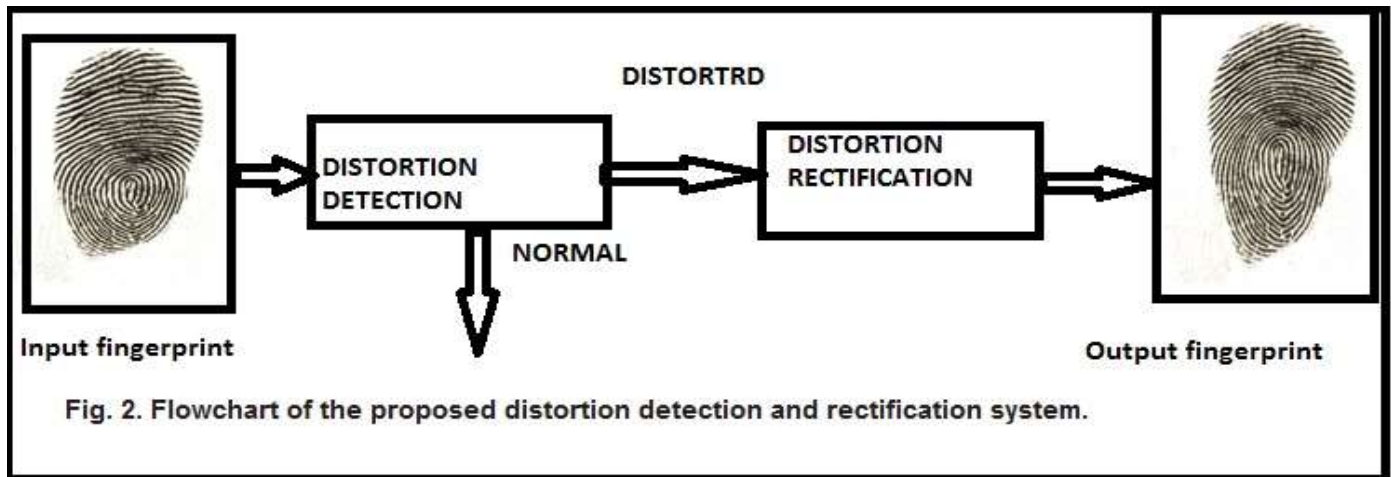 DISTORTRD
DISTORTION
DETECTION
DISTORTION
RECTIFICATION
NORMAL
Input fingerprint
Output fingerprint
Fig. 2. Flowchart of the proposed distortion detection and rectification system.